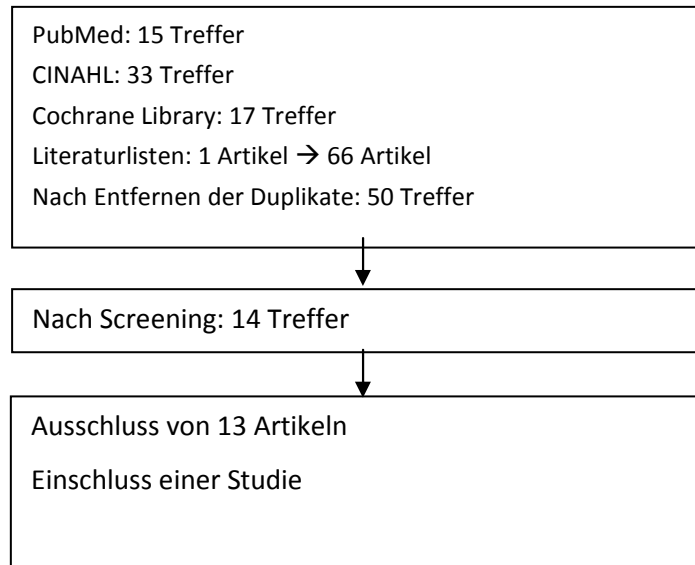 PubMed: 15 Treffer
CINAHL: 33 Treffer
Cochrane Library: 17 Treffer
Literaturlisten: 1 Artikel → 66 Artikel
Nach Entfernen der Duplikate: 50 Treffer
Nach Screening: 14 Treffer
Ausschluss von 13 Artikeln
Einschluss einer Studie